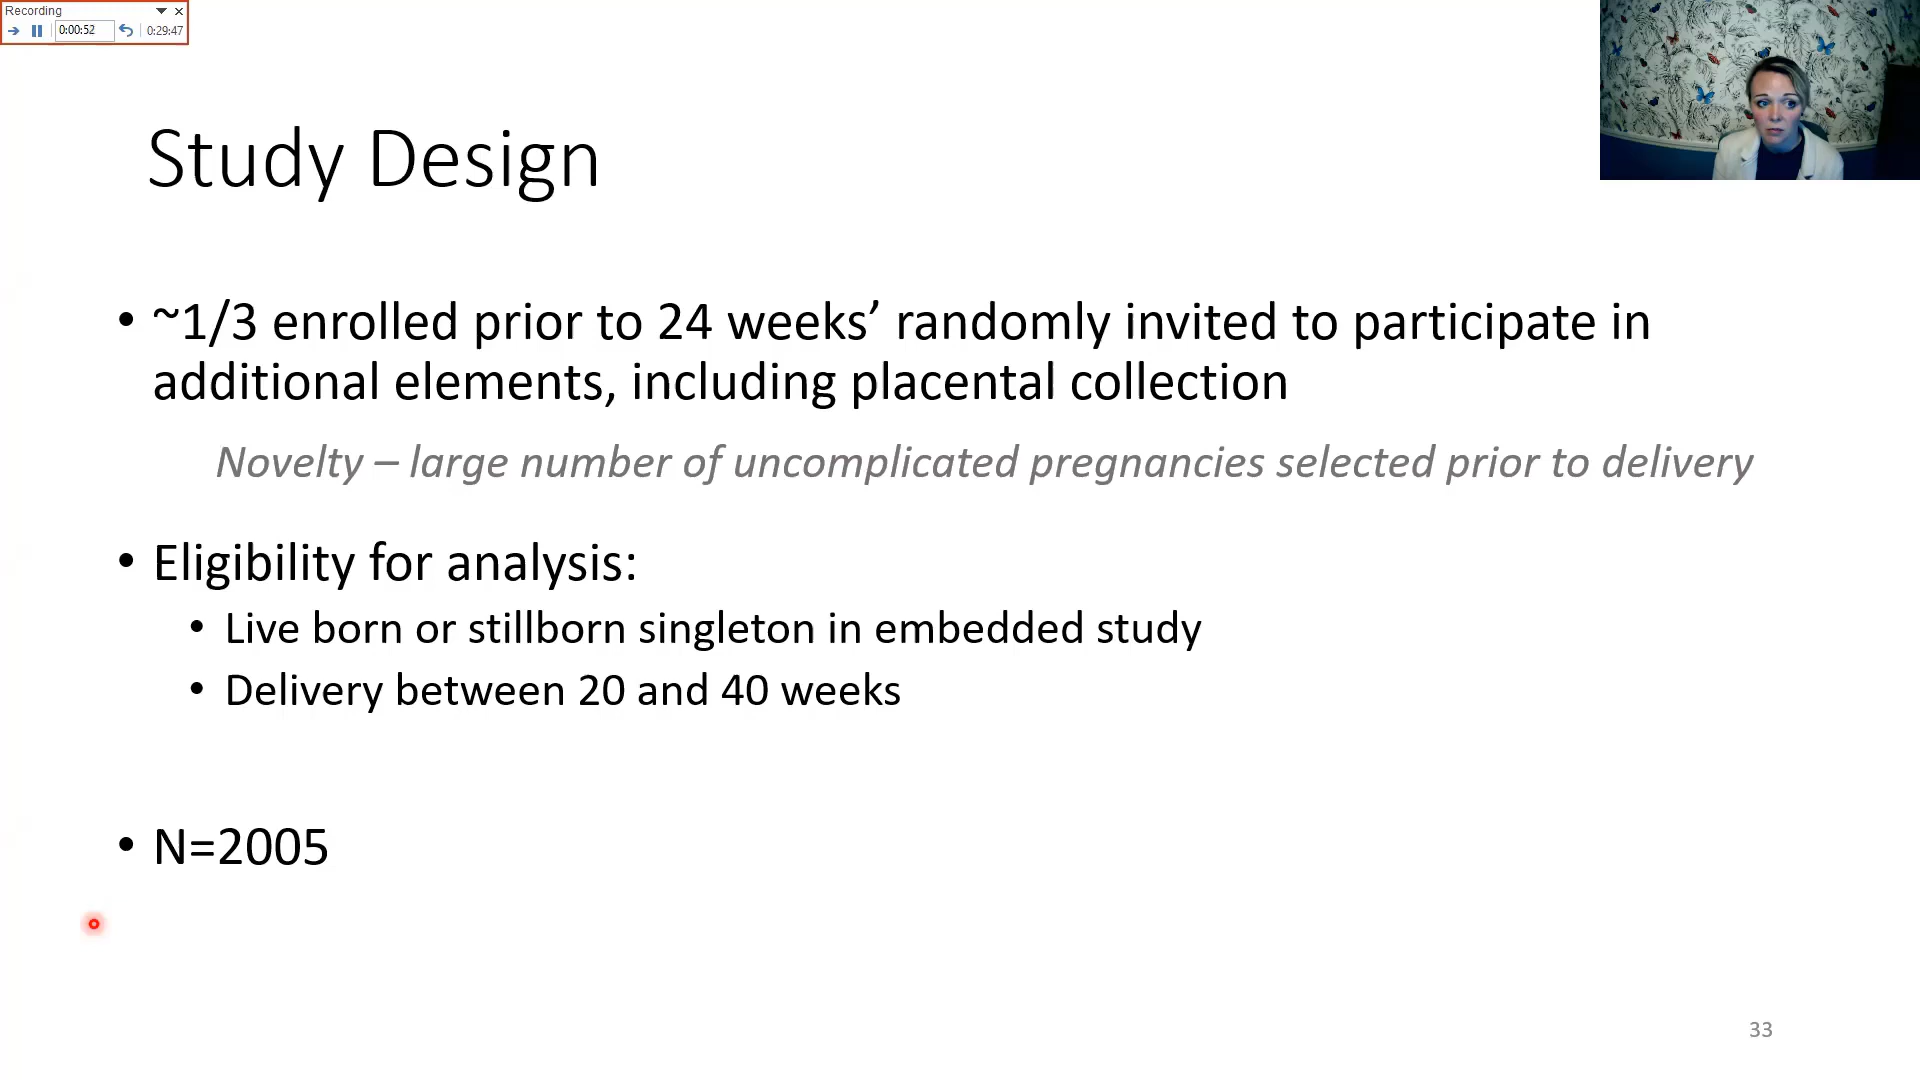 Recording
0:00:52 0:29:47
Study Design
• ~1/3 enrolled prior to 24 weeks’ randomly invited to participate in
additional elements, including placental collection
Novelty – large number of uncomplicated pregnancies selected prior to delivery
• Eligibility for analysis:
• Live born or stillborn singleton in embedded study
• Delivery between 20 and 40 weeks
• N=2005
33